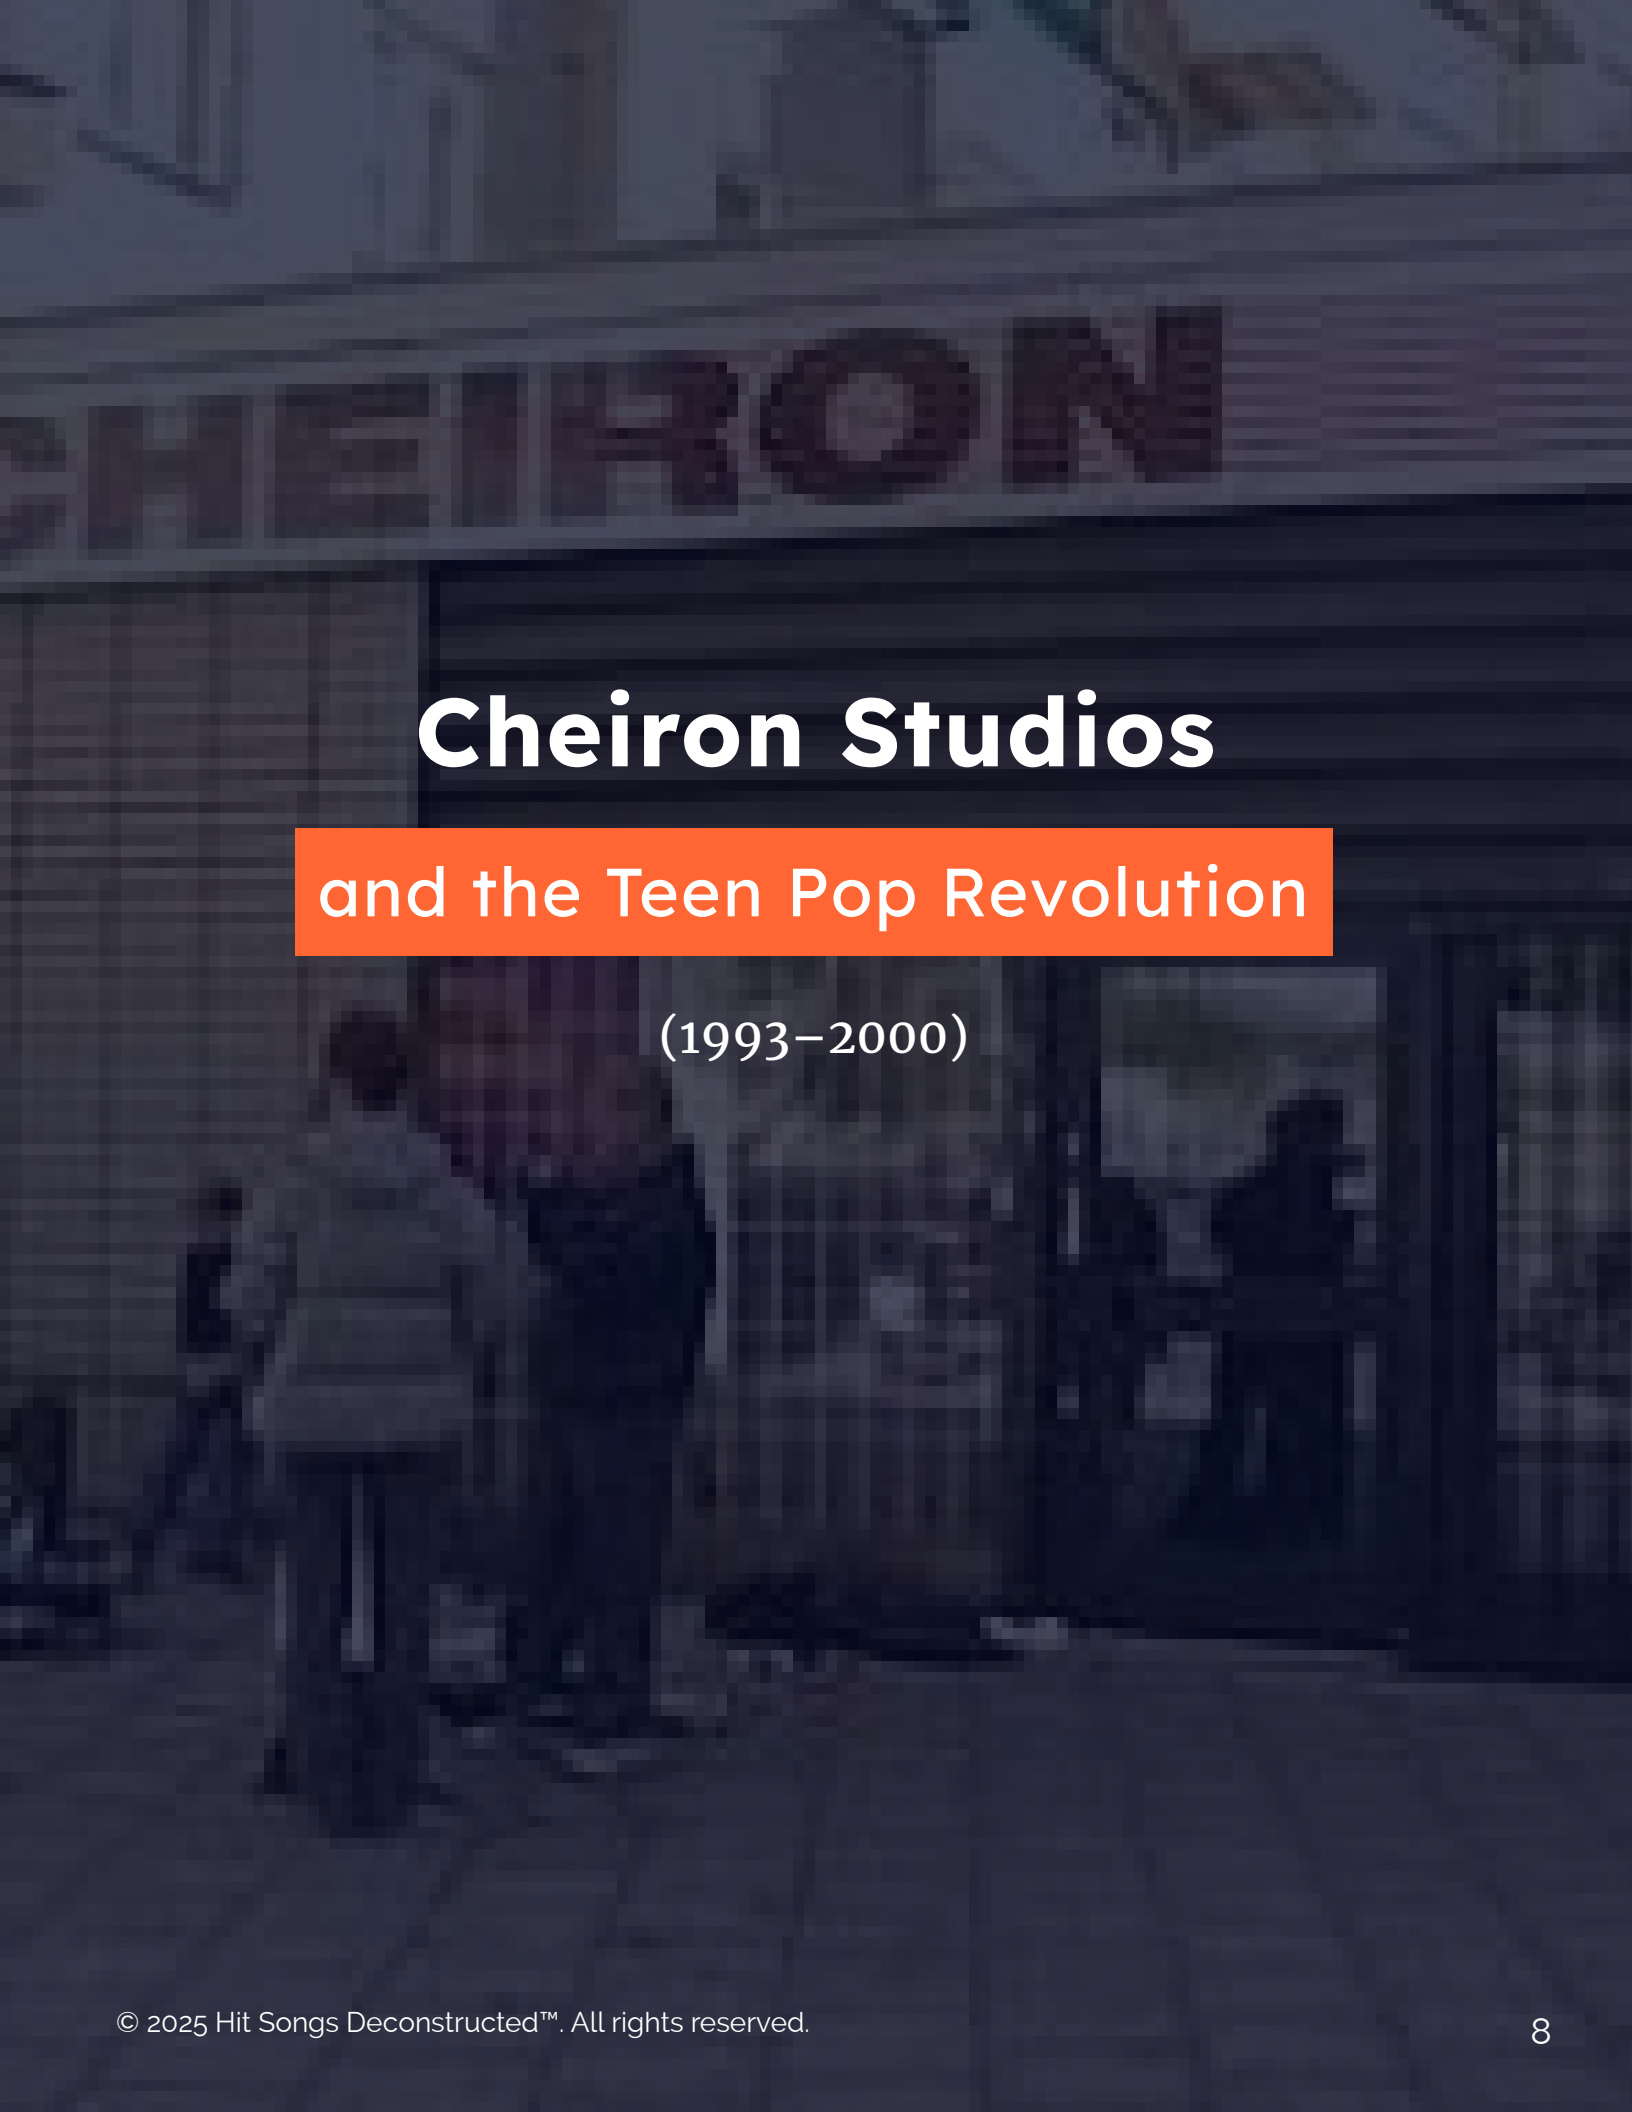 CHEIRON
Cheiron Studios
and the Teen Pop Revolution
(1993–2000)
© 2025 Hit Songs Deconstructed™. All rights reserved.
8